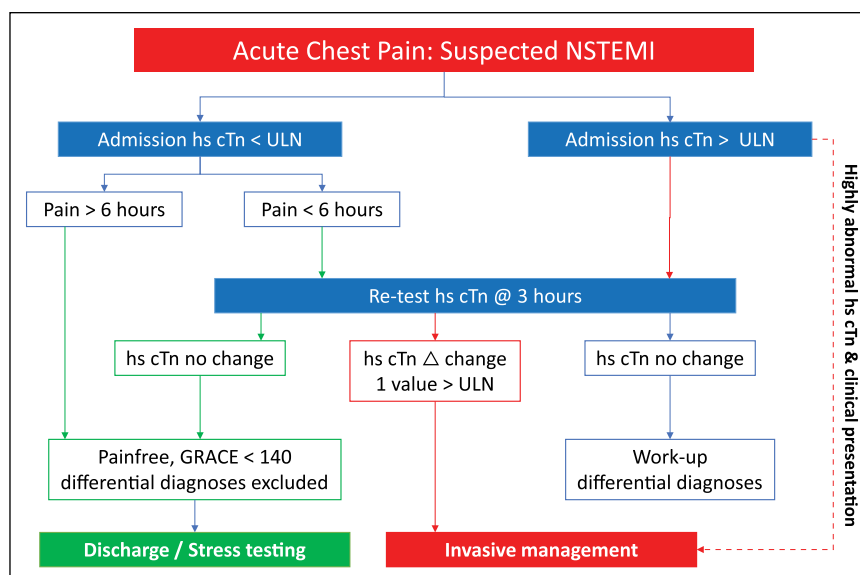 Acute Chest Pain: Suspected NSTEMI
Admission hs cTn < ULN
Admission hs cTn > ULN
Pain > 6 hours
Pain < 6 hours
Re-test hs cTn @ 3 hours
hs cTn no change
hs cTn △ change
1 value > ULN
hs cTn no change
Painfree, GRACE < 140
differential diagnoses excluded
Work-up
differential diagnoses
Discharge / Stress testing
Invasive management
Highly abnormal hs cTn & clinical presentation